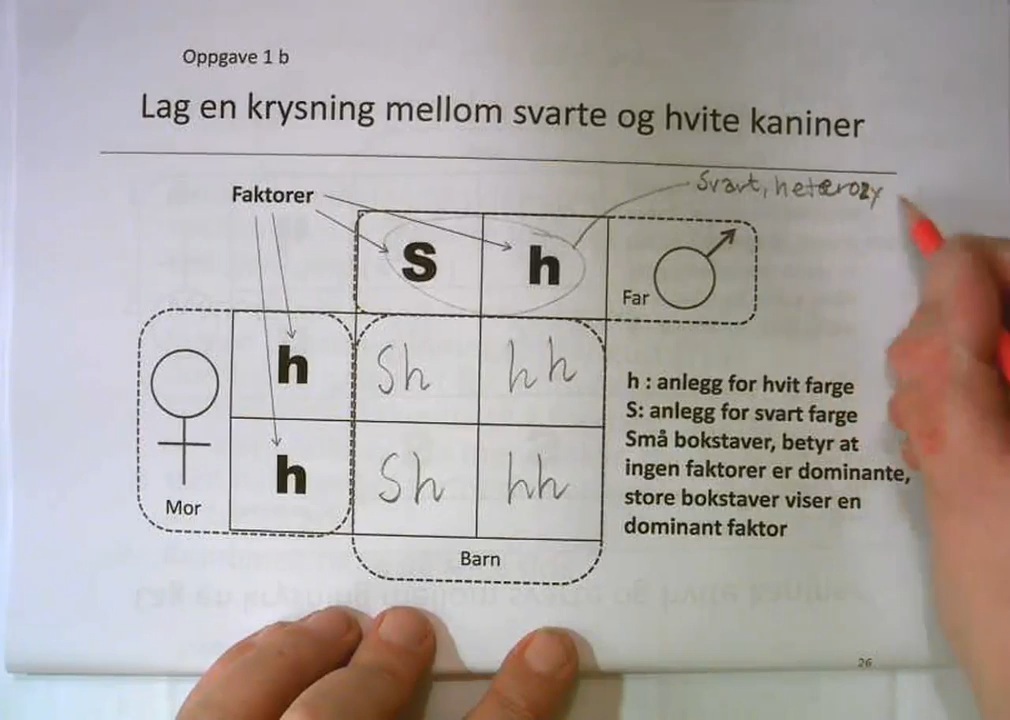 Oppgave 1 b
Lag en krysning mellom svarte og hvite kaniner
Faktorer
Svart, heterozy
S h
Far
h Sh hh
h Sh hh
Mor
Barn
h : anlegg for hvit farge
S: anlegg for svart farge
Små bokstaver, betyr at
ingen faktorer er dominante,
store bokstaver viser en
dominant faktor
26